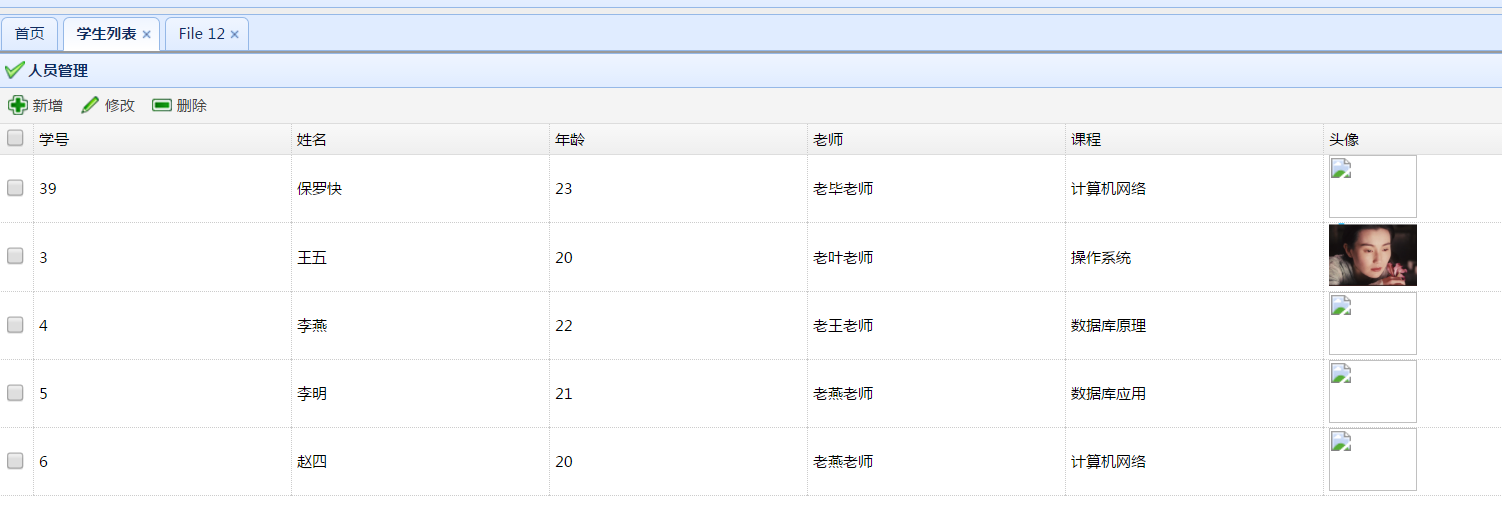 首页 学生列表 × File 12 ×
人员管理
新增 修改 删除
学号 姓名 年龄 老师 课程 头像
39 保罗快 23 老毕老师 计算机网络
3 王五 20 老叶老师 操作系统
4 李燕 22 老王老师 数据库原理
5 李明 21 老燕老师 数据库应用
6 赵四 20 老燕老师 计算机网络